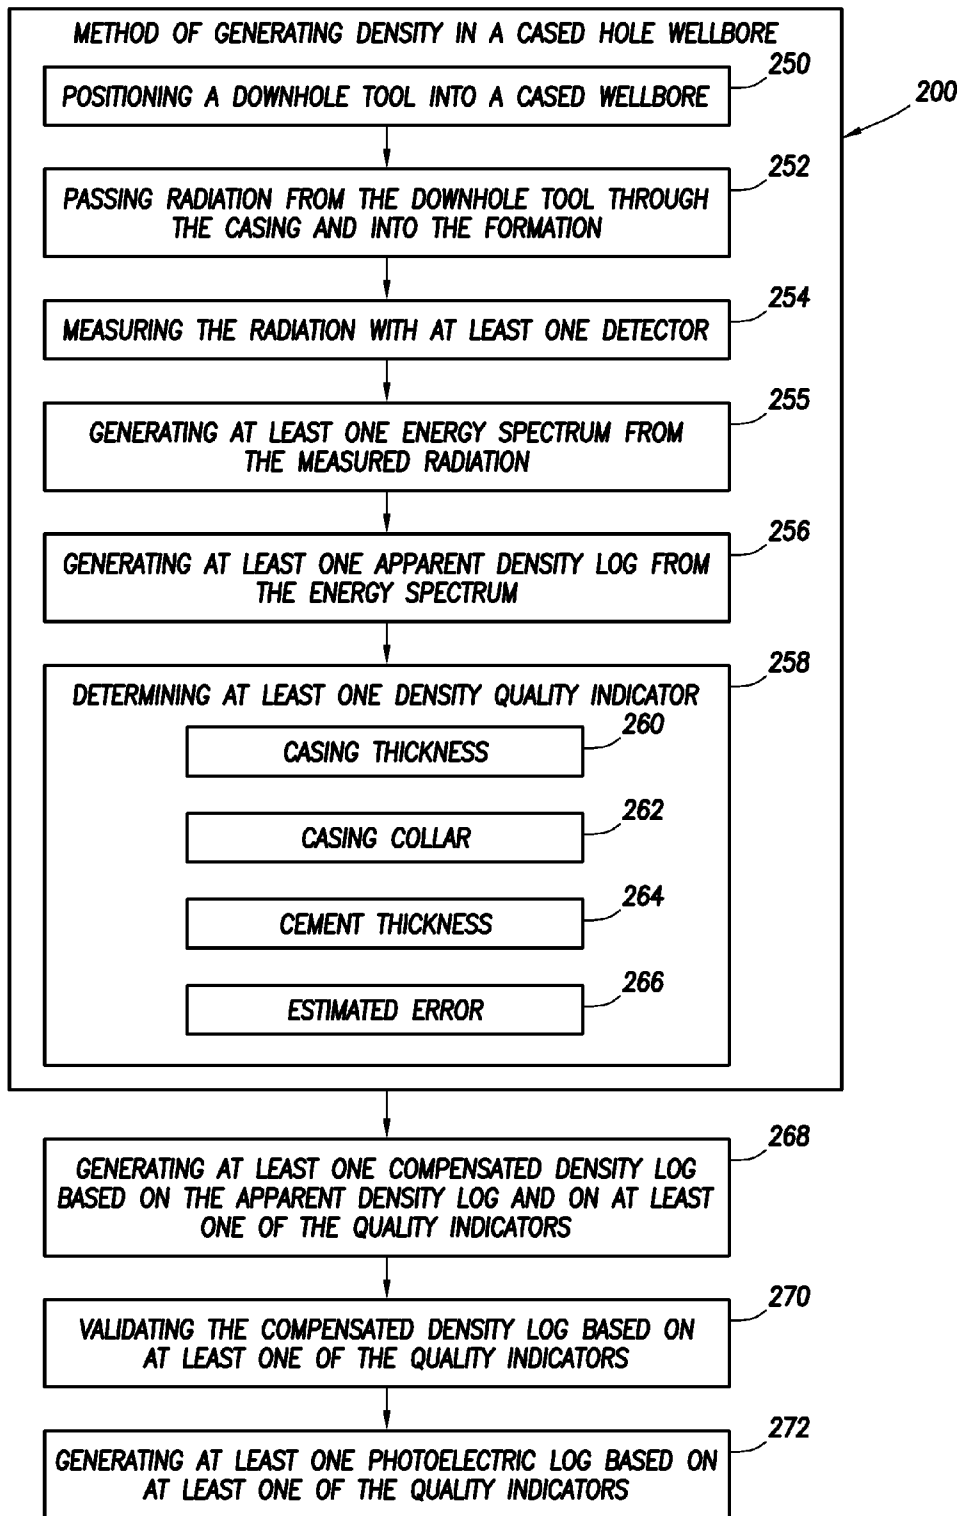 METHOD OF GENERATING DENSITY IN A CASED HOLE WELLBORE
200
250
POSITIONING A DOWNHOLE TOOL INTO A CASED WELLBORE
252
PASSING RADIATION FROM THE DOWNHOLE TOOL THROUGH
THE CASING AND INTO THE FORMATION
254
MEASURING THE RADIATION WITH AT LEAST ONE DETECTOR
255
GENERATING AT LEAST ONE ENERGY SPECTRUM FROM
THE MEASURED RADIATION
256
GENERATING AT LEAST ONE APPARENT DENSITY LOG FROM
THE ENERGY SPECTRUM
258
DETERMINING AT LEAST ONE DENSITY QUALITY INDICATOR
260
CASING THICKNESS
262
CASING COLLAR
264
CEMENT THICKNESS
266
ESTIMATED ERROR
268
GENERATING AT LEAST ONE COMPENSATED DENSITY LOG
BASED ON THE APPARENT DENSITY LOG AND ON AT LEAST
ONE OF THE QUALITY INDICATORS
270
VALIDATING THE COMPENSATED DENSITY LOG BASED ON
AT LEAST ONE OF THE QUALITY INDICATORS
272
GENERATING AT LEAST ONE PHOTOELECTRIC LOG BASED ON
AT LEAST ONE OF THE QUALITY INDICATORS